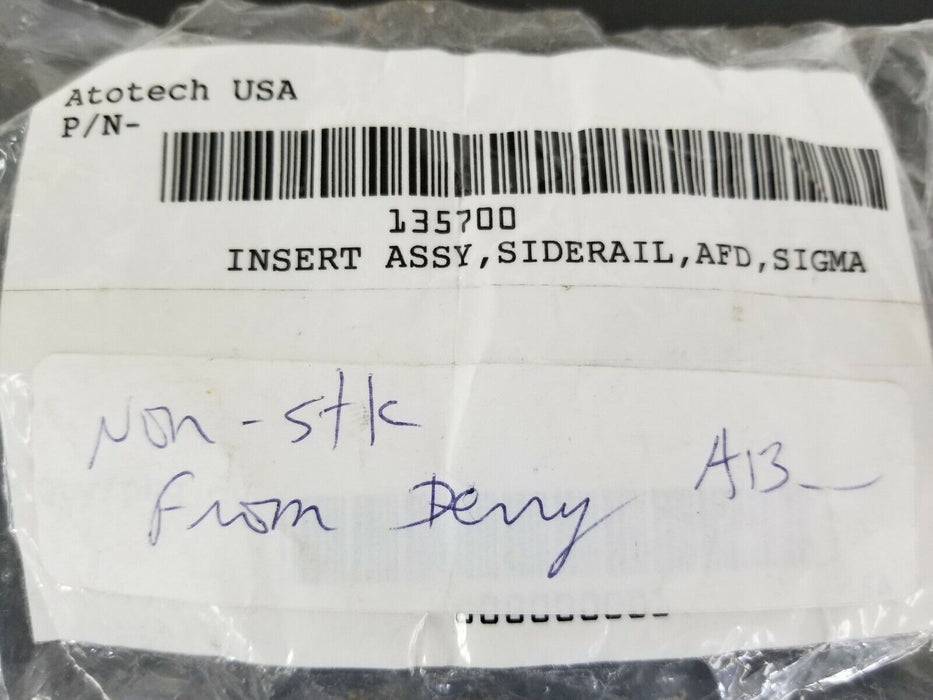 Atotech USA
P/N-
135700
INSERT ASSY,SIDERAIL,AFD,SIGMA
Non-stk
From Derry A13